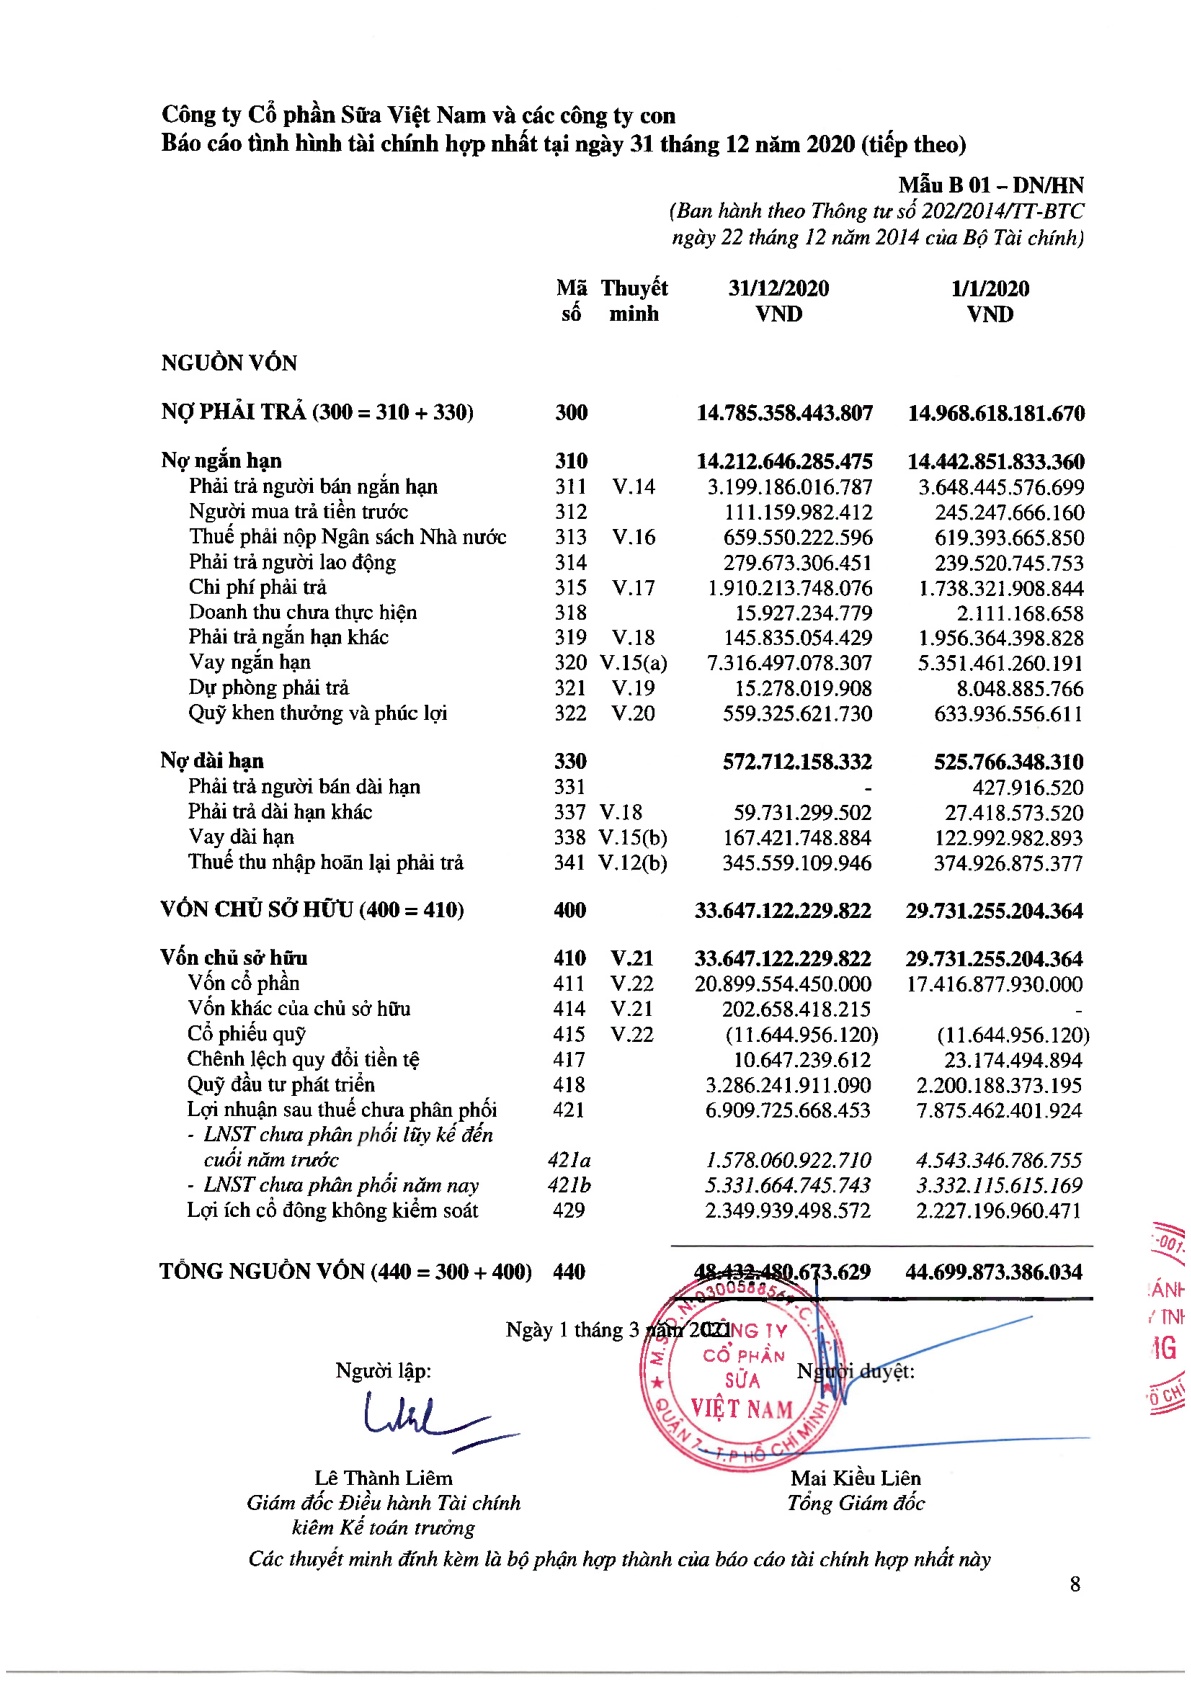 Công ty Cổ phần Sữa Việt Nam và các công ty con
Báo cáo tình hình tài chính hợp nhất tại ngày 31 tháng 12 năm 2020 (tiếp theo)
Mẫu B 01 – DN/HN
(Ban hành theo Thông tư số 202/2014/TT-BTC
ngày 22 tháng 12 năm 2014 của Bộ Tài chính)
Mã Thuyết 31/12/2020 1/1/2020
số minh VND VND
NGUỒN VỐN
NỢ PHẢI TRẢ (300 = 310 + 330) 300 14.785.358.443.807 14.968.618.181.670
Nợ ngắn hạn 310 14.212.646.285.475 14.442.851.833.360
Phải trả người bán ngắn hạn 311 V.14 3.199.186.016.787 3.648.445.576.699
Người mua trả tiền trước 312 111.159.982.412 245.247.666.160
Thuế phải nộp Ngân sách Nhà nước 313 V.16 659.550.222.596 619.393.665.850
Phải trả người lao động 314 279.673.306.451 239.520.745.753
Chi phí phải trả 315 V.17 1.910.213.748.076 1.738.321.908.844
Doanh thu chưa thực hiện 318 15.927.234.779 2.111.168.658
Phải trả ngắn hạn khác 319 V.18 145.835.054.429 1.956.364.398.828
Vay ngắn hạn 320 V.15(a) 7.316.497.078.307 5.351.461.260.191
Dự phòng phải trả 321 V.19 15.278.019.908 8.048.885.766
Quỹ khen thưởng và phúc lợi 322 V.20 559.325.621.730 633.936.556.611
Nợ dài hạn 330 572.712.158.332 525.766.348.310
Phải trả người bán dài hạn 331 - 427.916.520
Phải trả dài hạn khác 337 V.18 59.731.299.502 27.418.573.520
Vay dài hạn 338 V.15(b) 167.421.748.884 122.992.982.893
Thuế thu nhập hoãn lại phải trả 341 V.12(b) 345.559.109.946 374.926.875.377
VỐN CHỦ SỞ HỮU (400 = 410) 400 33.647.122.229.822 29.731.255.204.364
Vốn chủ sở hữu 410 V.21 33.647.122.229.822 29.731.255.204.364
Vốn cổ phần 411 V.22 20.899.554.450.000 17.416.877.930.000
Vốn khác của chủ sở hữu 414 V.21 202.658.418.215 -
Cổ phiếu quỹ 415 V.22 (11.644.956.120) (11.644.956.120)
Chênh lệch quy đổi tiền tệ 417 10.647.239.612 23.174.494.894
Quỹ đầu tư phát triển 418 3.286.241.911.090 2.200.188.373.195
Lợi nhuận sau thuế chưa phân phối 421 6.909.725.668.453 7.875.462.401.924
- LNST chưa phân phối lũy kế đến
cuối năm trước 421a 1.578.060.922.710 4.543.346.786.755
- LNST chưa phân phối năm nay 421b 5.331.664.745.743 3.332.115.615.169
Lợi ích cổ đông không kiểm soát 429 2.349.939.498.572 2.227.196.960.471
TỔNG NGUỒN VỐN (440 = 300 + 400) 440 48.432.480.673.629 44.699.873.386.034
Ngày 1 tháng 3 năm 2021
Người lập: Người duyệt:
M.S.D.N:0300588569-C.T.C.P
CÔNG TY
CỔ PHẦN
SỮA
VIỆT NAM
QUẬN 7 - T.P HỒ CHÍ MINH
Lê Thành Liêm Mai Kiều Liên
Giám đốc Điều hành Tài chính Tổng Giám đốc
kiêm Kế toán trưởng
Các thuyết minh đính kèm là bộ phận hợp thành của báo cáo tài chính hợp nhất này
8